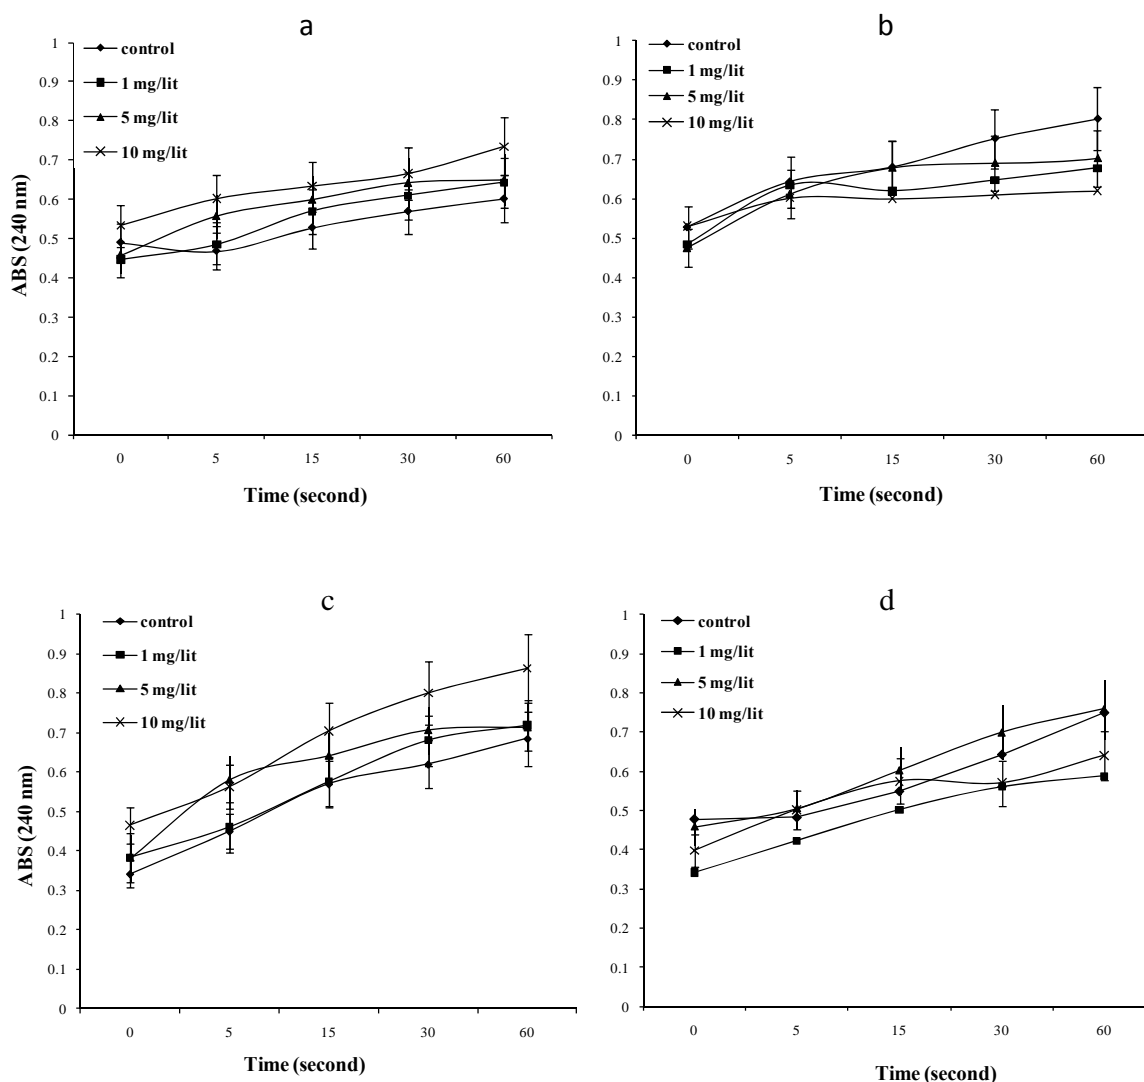 a
1
0.9
0.8
0.7
0.6
0.5
0.4
0.3
0.2
0.1
0
control
1 mg/lit
5 mg/lit
10 mg/lit
ABS (240 nm)
0 5 15 30 60
Time (second)
b
1
0.9
0.8
0.7
0.6
0.5
0.4
0.3
0.2
0.1
0
control
1 mg/lit
5 mg/lit
10 mg/lit
0 5 15 30 60
Time (second)
c
1
0.9
0.8
0.7
0.6
0.5
0.4
0.3
0.2
0.1
0
control
1 mg/lit
5 mg/lit
10 mg/lit
ABS (240 nm)
0 5 15 30 60
Time (second)
d
1
0.9
0.8
0.7
0.6
0.5
0.4
0.3
0.2
0.1
0
control
1 mg/lit
5 mg/lit
10 mg/lit
0 5 15 30 60
Time (second)